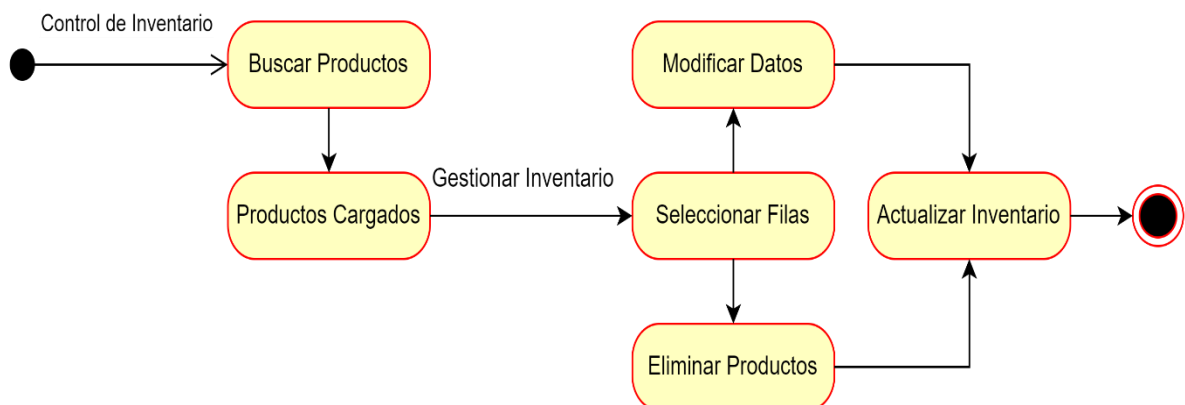 Control de Inventario
Buscar Productos
Modificar Datos
Productos Cargados
Gestionar Inventario
Seleccionar Filas
Actualizar Inventario
Eliminar Productos